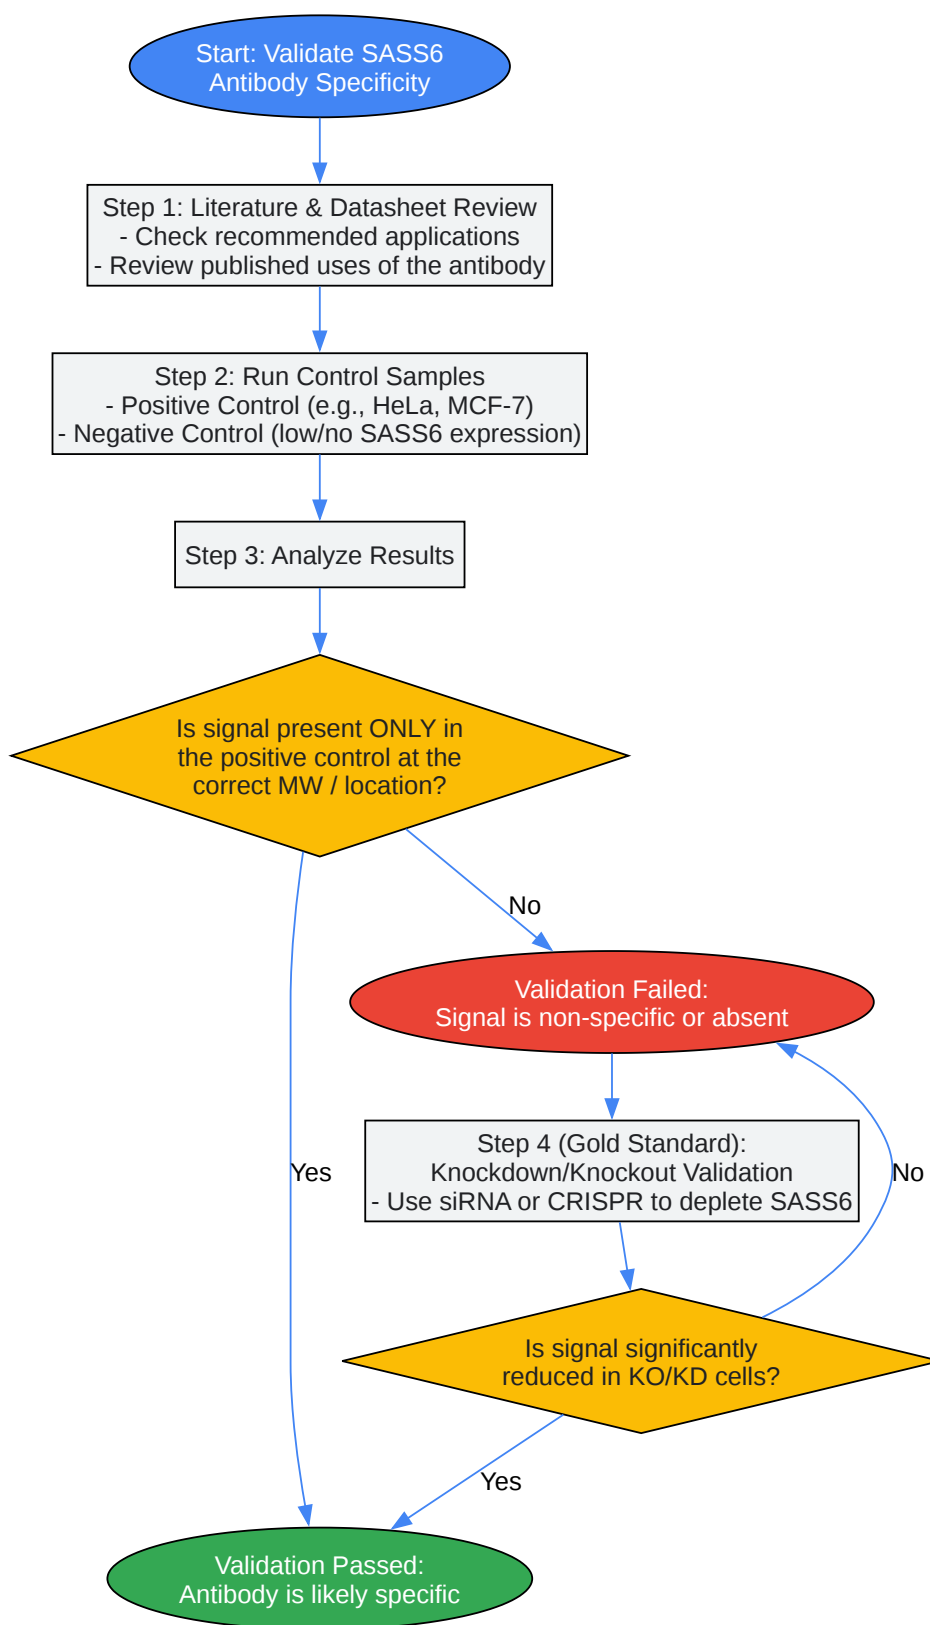 Start: Validate SASS6
Antibody Specificity
Step 1: Literature & Datasheet Review
- Check recommended applications
- Review published uses of the antibody
Step 2: Run Control Samples
- Positive Control (e.g., HeLa, MCF-7)
- Negative Control (low/no SASS6 expression)
Step 3: Analyze Results
Is signal present ONLY in
the positive control at the
correct MW / location?
No
Validation Failed:
Signal is non-specific or absent
Step 4 (Gold Standard):
Knockdown/Knockout Validation
- Use siRNA or CRISPR to deplete SASS6
Yes
No
Is signal significantly
reduced in KO/KD cells?
Yes
Validation Passed:
Antibody is likely specific